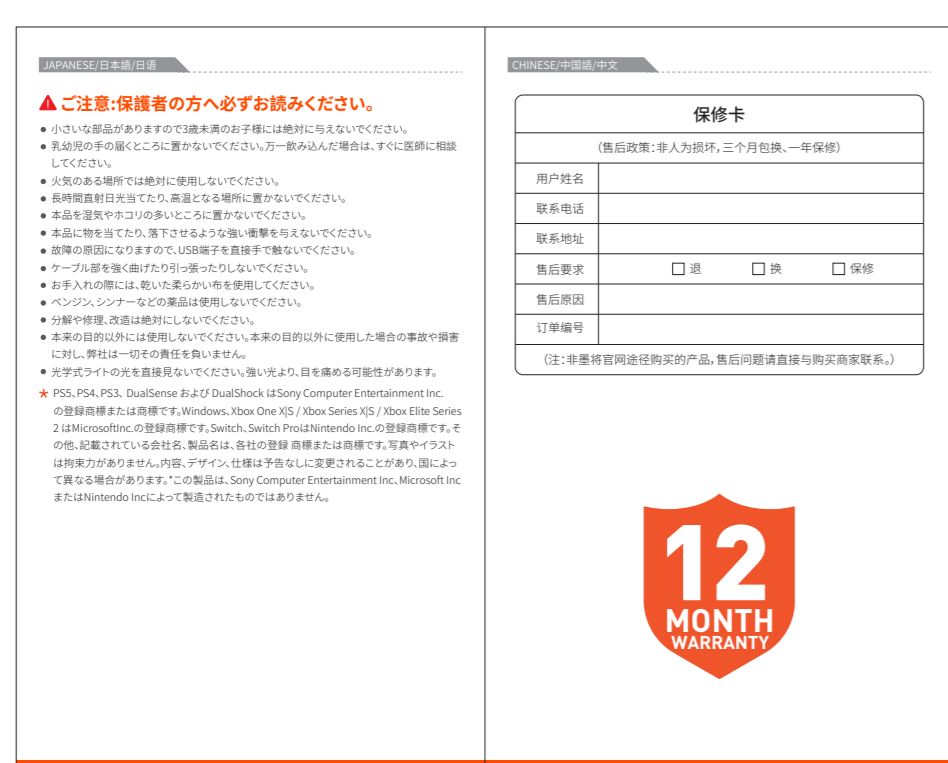 JAPANESE/日本語/日语
ご注意:保護者の方へ必ずお読みください。
● 小さい部品がありますので3歳未満のお子様には絶対に与えないでください。
● 乳幼児の手の届くところに置かないでください。万一飲み込んだ場合は、すぐに医師に相談
してください。
● 火気のある場所では絶対に使用しないでください。
● 長時間直射日光当てたり、高温となる場所に置かないでください。
● 本品を湿気やホコリの多いところに置かないでください。
● 本品に物を当てたり、落下させるような強い衝撃を与えないでください。
● 故障の原因になりますので、USB端子を直接手で触ないでください。
● ケーブル部を強く曲げたり引っ張ったりしないでください。
● お手入れの際には、乾いた柔らかい布を使用してください。
● ベンジン、シンナーなどの薬品は使用しないでください。
● 分解や修理、改造は絶対にしないでください。
● 本来の目的以外には使用しないでください。本来の目的以外に使用した場合の事故や損害
に対し、弊社は一切その責任を負いません。
● 光学式ライトの光を直接見ないでください。強い光より、目を痛める可能性があります。
★ PS5、PS4、PS3、DualSense および DualShock はSony Computer Entertainment Inc.
の登録商標または商標です。Windows、Xbox One X|S / Xbox Series X|S / Xbox Elite Series
2 はMicrosoftInc.の登録商標です。Switch、Switch ProはNintendo Inc.の登録商標です。そ
の他、記載されている会社名、製品名は、各社の登録 商標または商標です。写真やイラスト
は拘束力がありません。内容、デザイン、仕様は予告なしに変更されることがあり、国によっ
て異なる場合があります。*この製品は、Sony Computer Entertainment Inc、Microsoft Inc
またはNintendo Incによって製造されたものではありません。
CHINESE/中国語/中文
保修卡
(售后政策:非人为损坏,三个月包换、一年保修)
用户姓名
联系电话
联系地址
售后要求 □ 退 □ 换 □ 保修
售后原因
订单编号
(注:非墨将官网途径购买的产品,售后问题请直接与购买商家联系。)
12
MONTH
WARRANTY